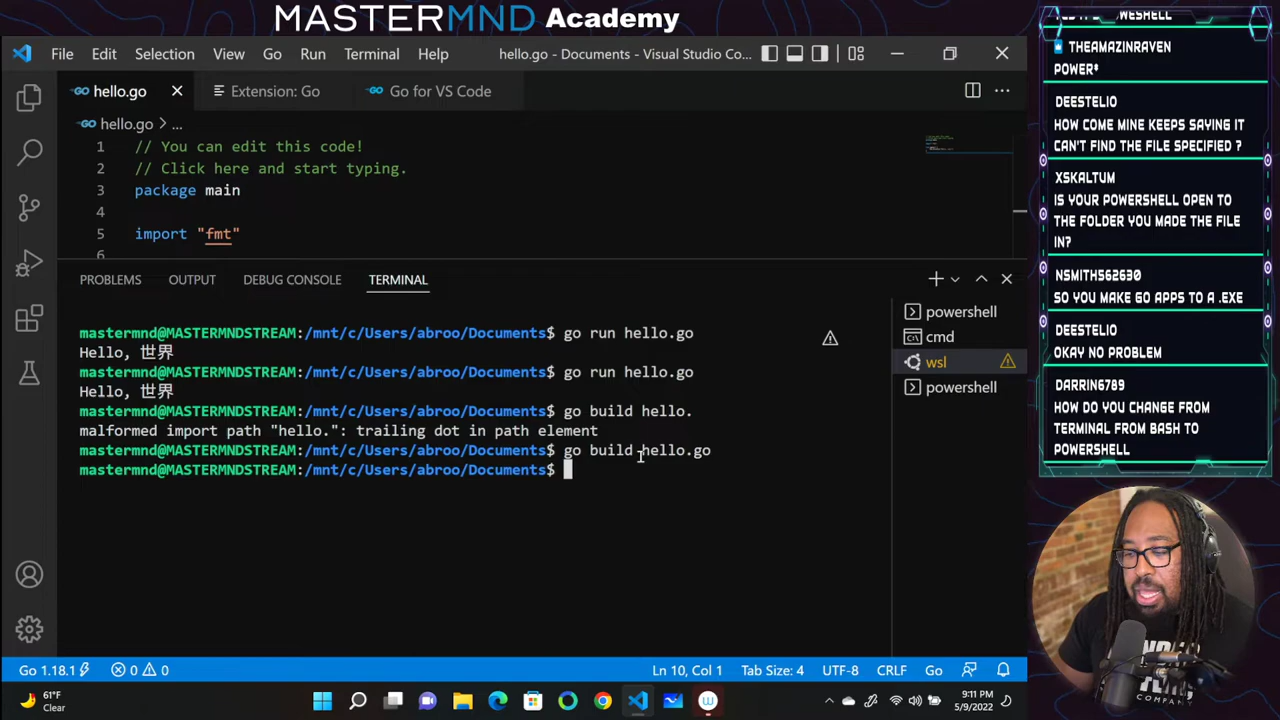 MASTERMND Academy
File Edit Selection View Go Run Terminal Help hello.go - Documents - Visual Studio Co...
hello.go Extension: Go Go for VS Code
hello.go > ...
1 // You can edit this code!
2 // Click here and start typing.
3 package main
4
5 import "fmt"
6
PROBLEMS OUTPUT DEBUG CONSOLE TERMINAL
mastermnd@MASTERMNDSTREAM:/mnt/c/Users/abroo/Documents$ go run hello.go
Hello, 世界
mastermnd@MASTERMNDSTREAM:/mnt/c/Users/abroo/Documents$ go run hello.go
Hello, 世界
mastermnd@MASTERMNDSTREAM:/mnt/c/Users/abroo/Documents$ go build hello.
malformed import path "hello.": trailing dot in path element
mastermnd@MASTERMNDSTREAM:/mnt/c/Users/abroo/Documents$ go build hello.go
mastermnd@MASTERMNDSTREAM:/mnt/c/Users/abroo/Documents$
powershell
cmd
wsl
powershell
Go 1.18.1 0 0 Ln 10, Col 1 Tab Size: 4 UTF-8 CRLF Go
61°F
Clear
9:11 PM
5/9/2022
THEAMAZINRAVEN
POWER*
DEESTELIO
HOW COME MINE KEEPS SAYING IT
CAN'T FIND THE FILE SPECIFIED ?
XSKALTUM
IS YOUR POWERSHELL OPEN TO
THE FOLDER YOU MADE THE FILE
IN?
NSMITH562630
SO YOU MAKE GO APPS TO A .EXE
DEESTELIO
OKAY NO PROBLEM
DARRIN6789
HOW DO YOU CHANGE FROM
TERMINAL FROM BASH TO
POWERSHELL